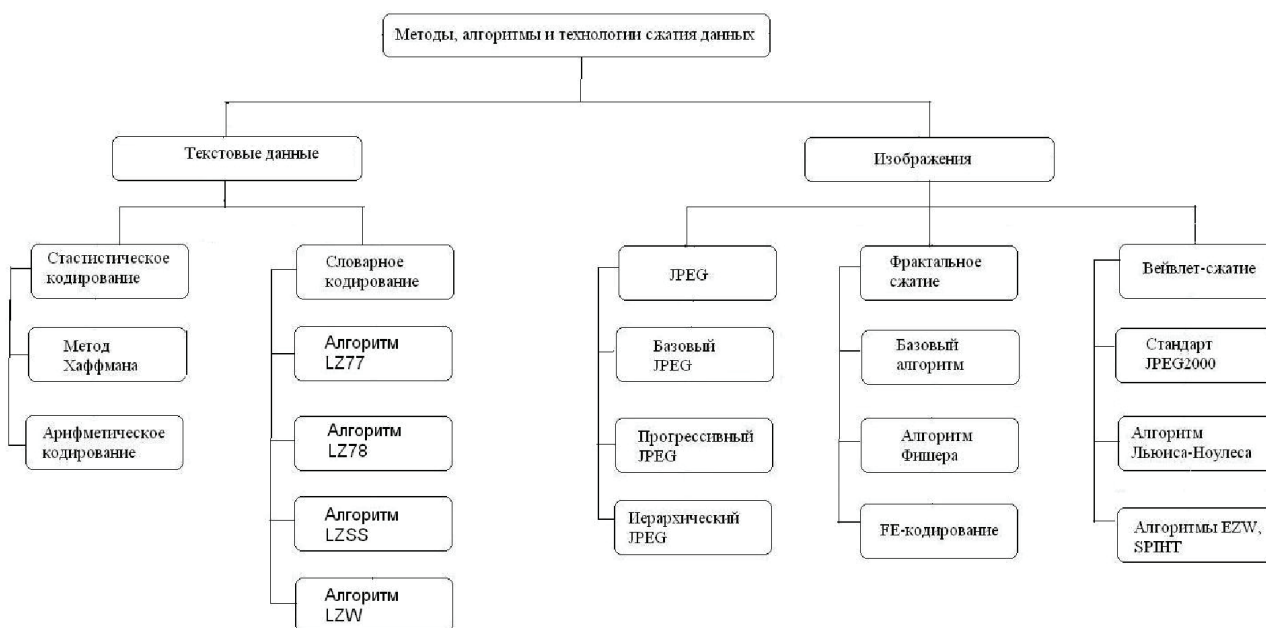 Методы, алгоритмы и технологии сжатия данных
Текстовые данные
Изображения
Стастистическое
кодирование
Метод
Хаффмана
Арифметическое
кодирование
Словарное
кодирование
Алгоритм
LZ77
Алгоритм
LZ78
Алгоритм
LZSS
Алгоритм
LZW
JPEG
Базовый
JPEG
Прогрессивный
JPEG
Иерархический
JPEG
Фрактальное
сжатие
Базовый
алгоритм
Алгоритм
Фишера
FE-кодирование
Вейвлет-сжатие
Стандарт
JPEG2000
Алгоритм
Льюиса-Ноулеса
Алгоритмы EZW,
SPIHT